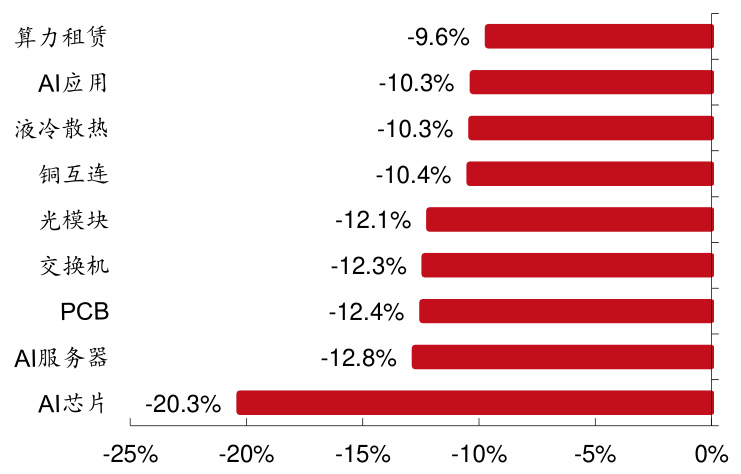 算力租赁 -9.6%
AI应用 -10.3%
液冷散热 -10.3%
铜互连 -10.4%
光模块 -12.1%
交换机 -12.3%
PCB -12.4%
AI服务器 -12.8%
AI芯片 -20.3%
-25% -20% -15% -10% -5% 0%